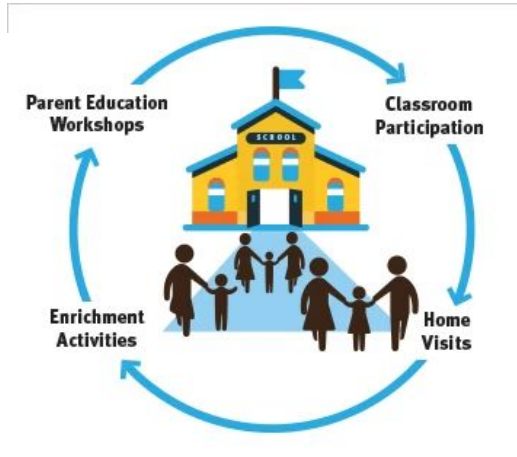 Parent Education
Workshops
Classroom
Participation
SCHOOL
Enrichment
Activities
Home
Visits